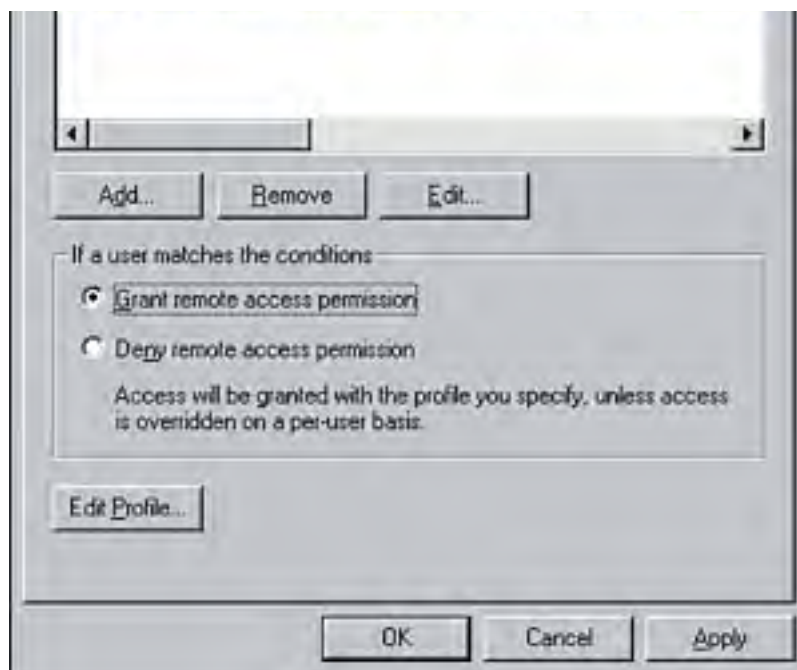 Add... Remove Edit...
If a user matches the conditions
Grant remote access permission
Deny remote access permission
Access will be granted with the profile you specify, unless access
is overridden on a per-user basis.
Edit Profile...
OK Cancel Apply